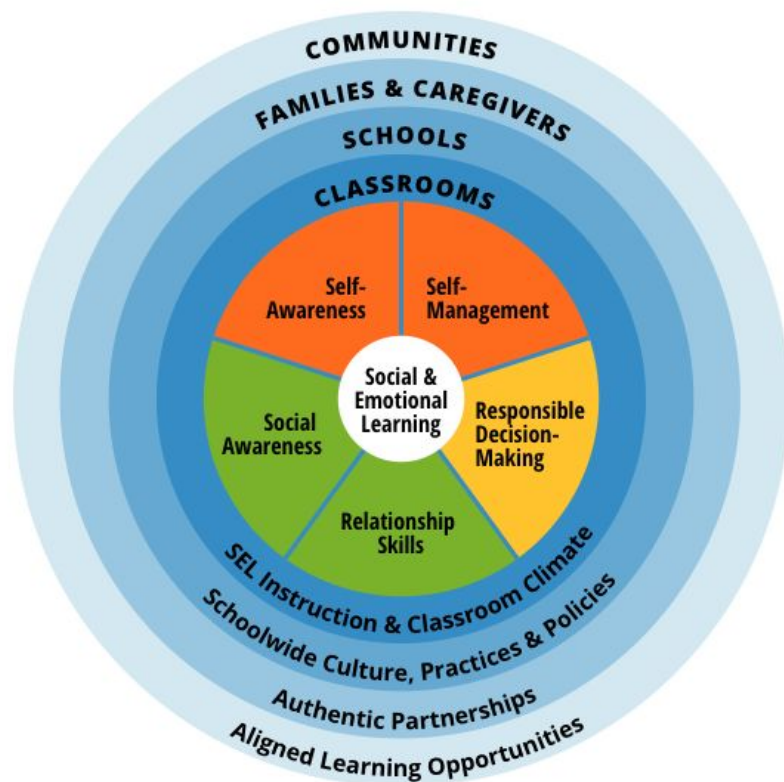 COMMUNITIES
FAMILIES & CAREGIVERS
SCHOOLS
CLASSROOMS
Self-
Awareness
Self-
Management
Social &
Emotional
Learning
Social
Awareness
Responsible
Decision-
Making
Relationship
Skills
SEL Instruction & Classroom Climate
Schoolwide Culture, Practices & Policies
Authentic Partnerships
Aligned Learning Opportunities